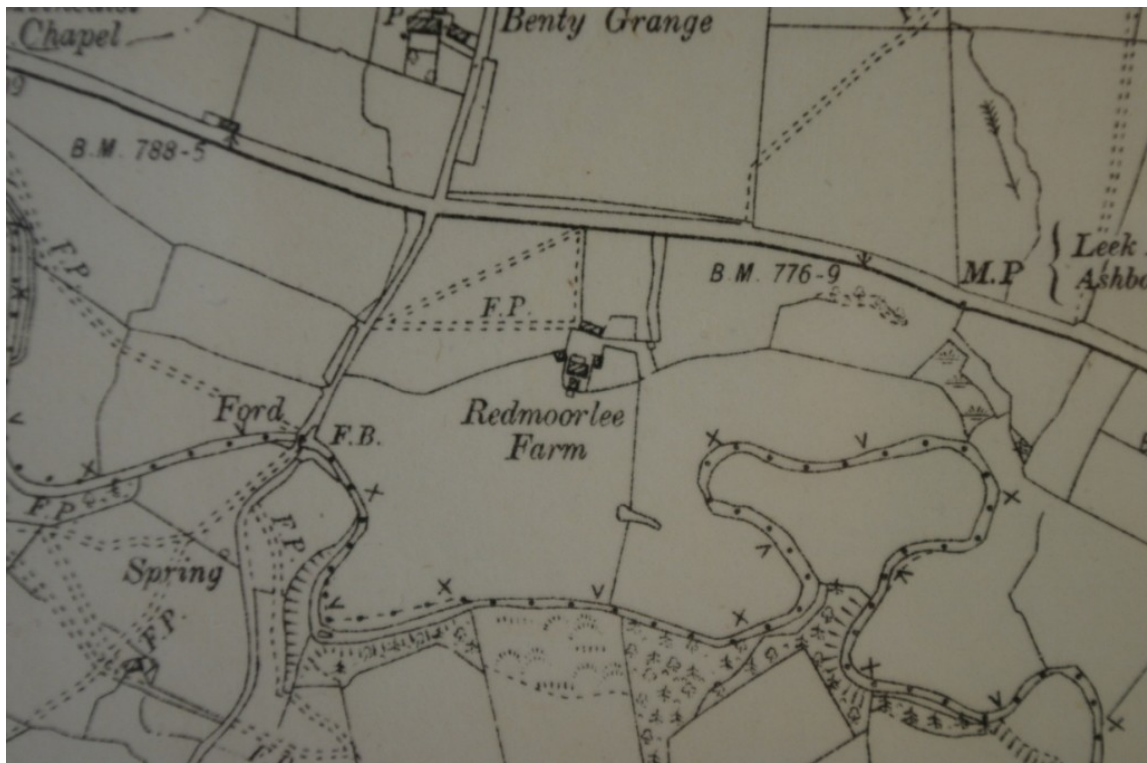 Chapel
P
Benty Grange
B.M. 788-5
F.P.
F.P.
B.M. 776-9
M.P
Leek
Ashbo
Ford
F.B.
Redmoorlee
Farm
F.P
F.P
Spring
F.P.